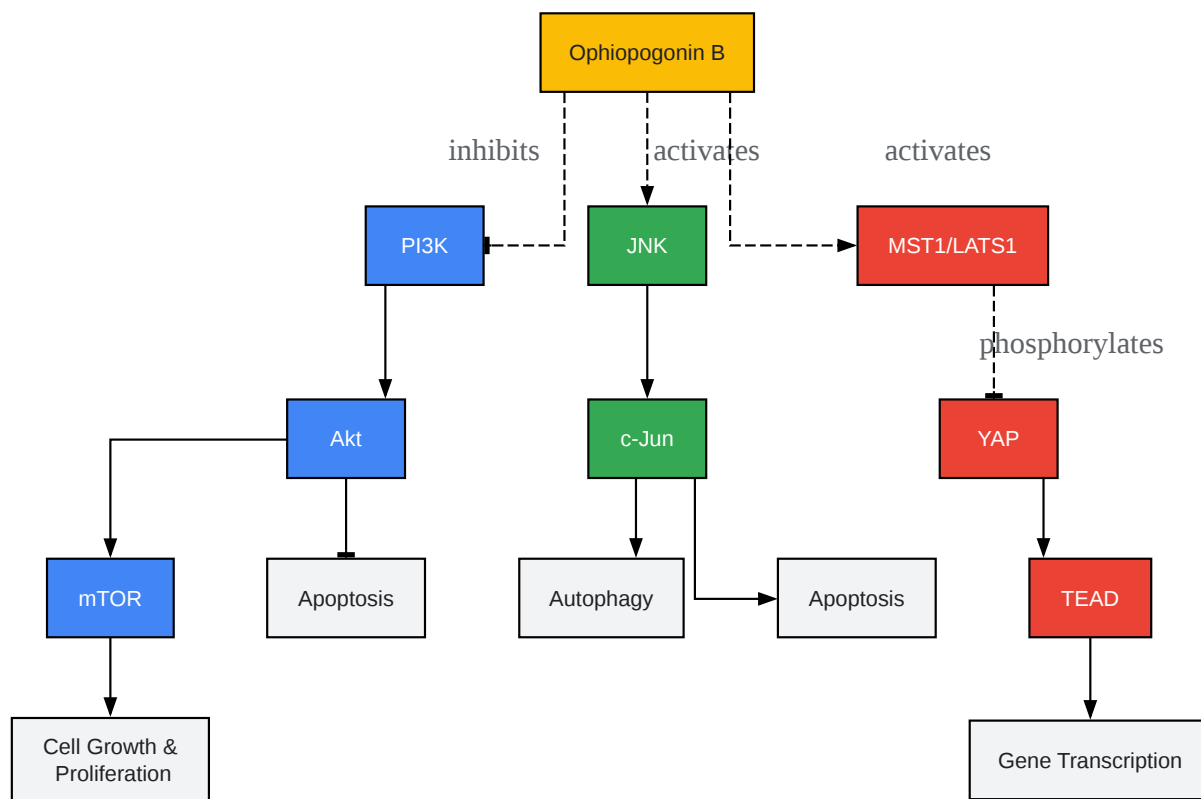 Ophiopogonin B
inhibits
activates
activates
PI3K
JNK
MST1/LATS1
phosphorylates
Akt
c-Jun
YAP
mTOR
Apoptosis
Autophagy
Apoptosis
TEAD
Cell Growth &
Proliferation
Gene Transcription